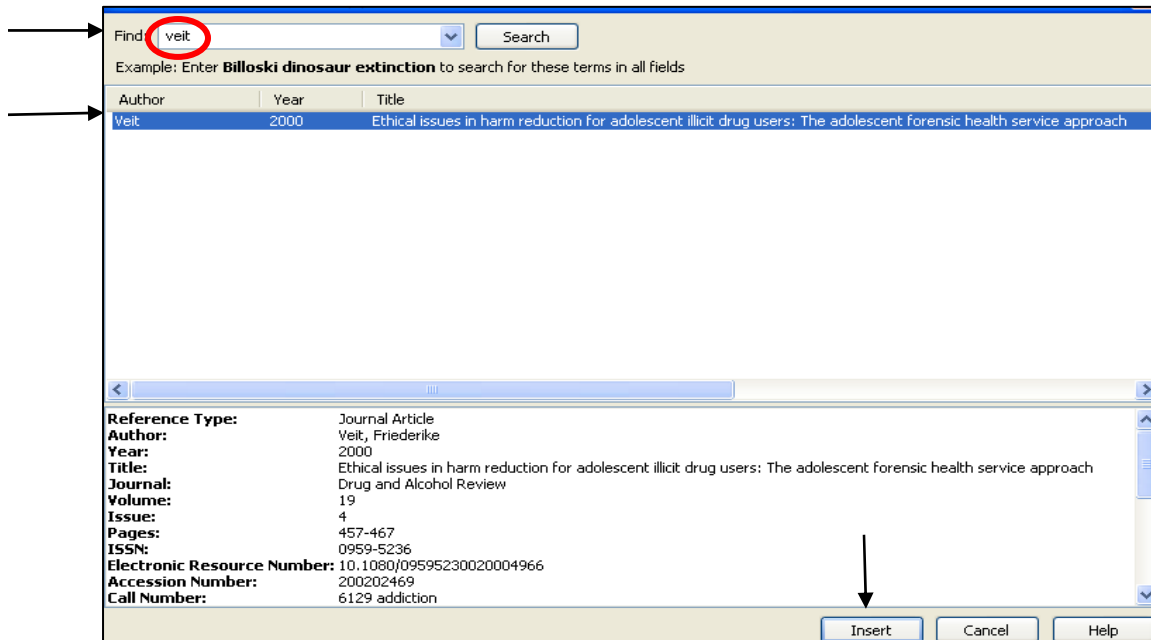 Find: veit Search
Example: Enter Billoski dinosaur extinction to search for these terms in all fields
Author Year Title
Veit 2000 Ethical issues in harm reduction for adolescent illicit drug users: The adolescent forensic health service approach
Reference Type: Journal Article
Author: Veit, Friederike
Year: 2000
Title: Ethical issues in harm reduction for adolescent illicit drug users: The adolescent forensic health service approach
Journal: Drug and Alcohol Review
Volume: 19
Issue: 4
Pages: 457-467
ISSN: 0959-5236
Electronic Resource Number: 10.1080/09595230020004966
Accession Number: 200202469
Call Number: 6129 addiction
Insert Cancel Help